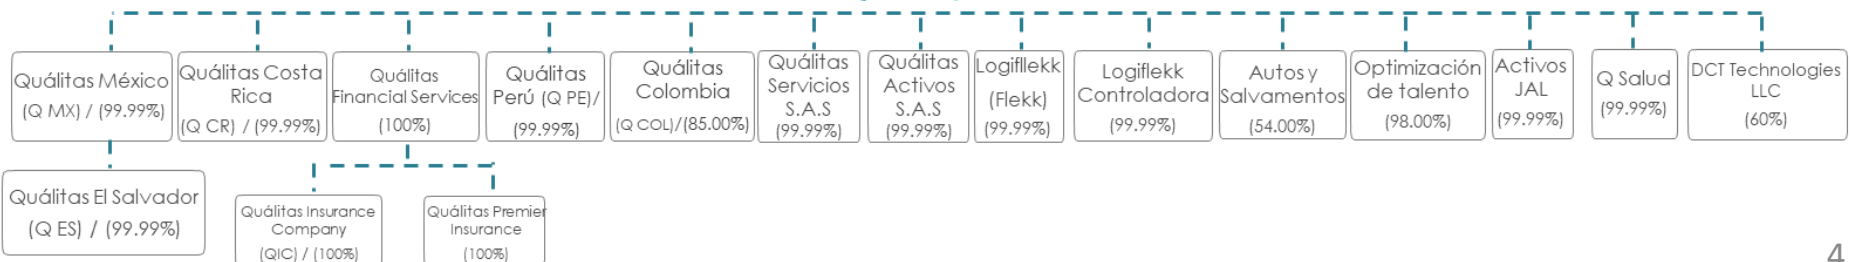 Quálitas México
(Q MX) / (99.99%)
Quálitas Costa
Rica
(Q CR) / (99.99%)
Quálitas
Financial Services
(100%)
Quálitas
Perú (Q PE)/
(99.99%)
Quálitas
Colombia
(Q COL)/(85.00%)
Quálitas
Servicios
S.A.S
(99.99%)
Quálitas
Activos
S.A.S
(99.99%)
Logifllekk
(Flekk)
(99.99%)
Logiflekk
Controladora
(99.99%)
Autos y
Salvamentos
(54.00%)
Optimización
de talento
(98.00%)
Activos
JAL
(99.99%)
Q Salud
(99.99%)
DCT Technologies
LLC
(60%)
Quálitas El Salvador
(Q ES) / (99.99%)
Quálitas Insurance
Company
(QIC) / (100%)
Quálitas Premier
Insurance
(100%)
4